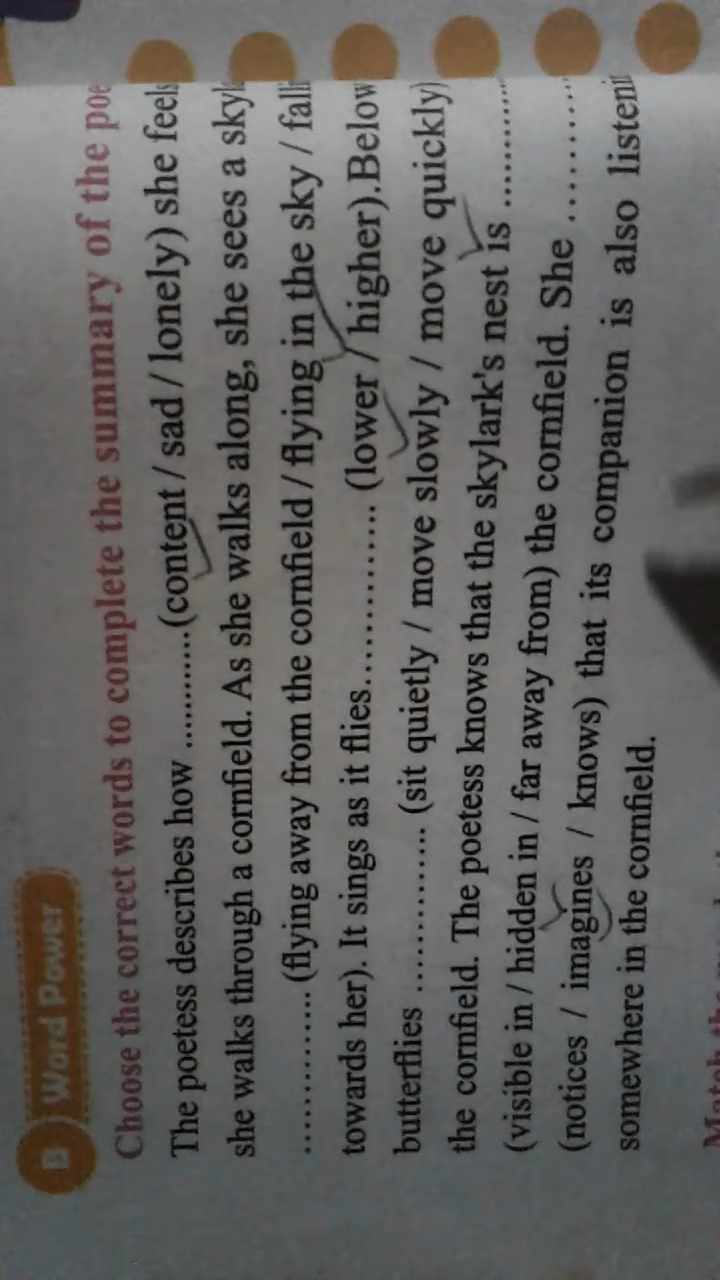 B Word Power
Choose the correct words to complete the summary of the
The poetess describes how ............(content / sad / lonely) she feels
she walks through a cornfield. As she walks along, she sees a
............. (flying away from the cornfield / flying in the sky /
towards her). It sings as it flies............... (lower / higher).Below
butterflies ............... (sit quietly / move slowly / move quickly)
the cornfield. The poetess knows that the skylark's nest is .............
(visible in / hidden in / far away from) the cornfield. She ...........
(notices / imagines / knows) that its companion is also
somewhere in the cornfield.